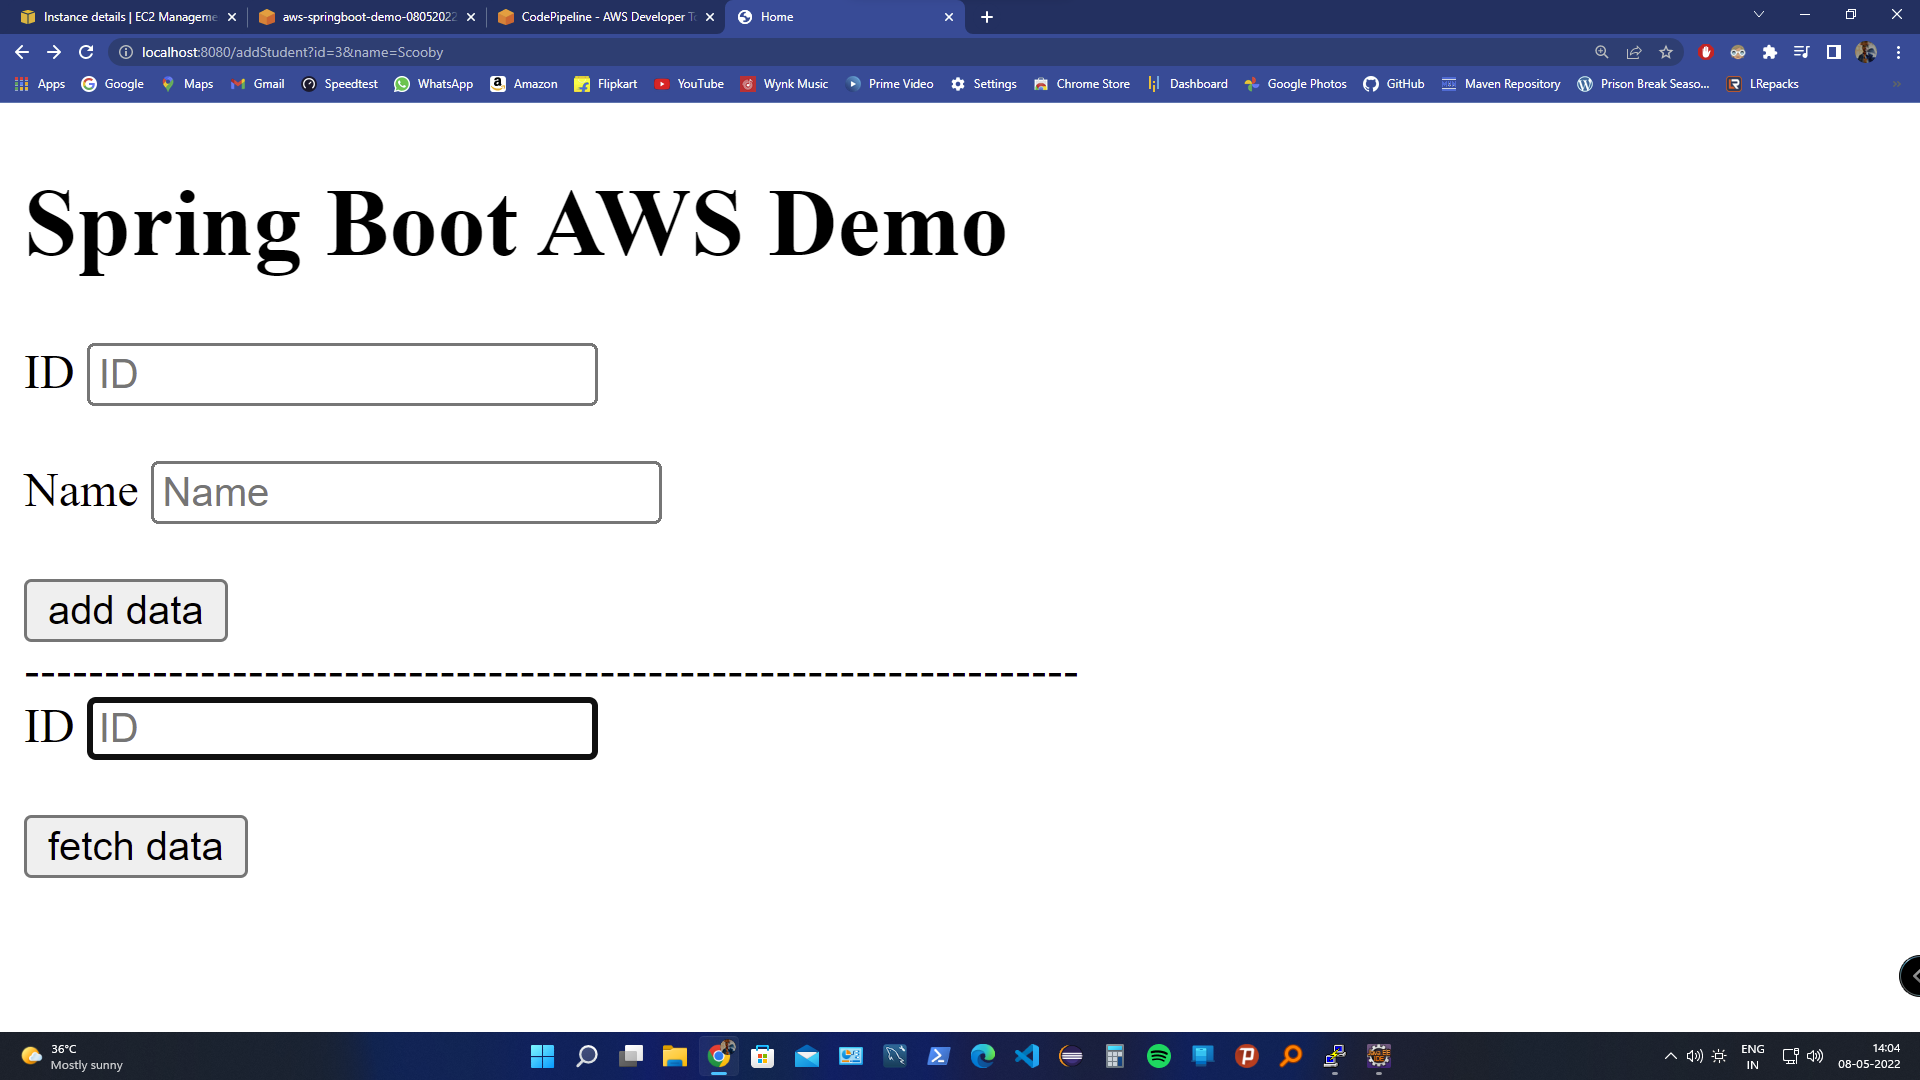 Instance details | EC2 Manageme
aws-springboot-demo-08052022
CodePipeline - AWS Developer To
Home
localhost:8080/addStudent?id=3&name=Scooby
Apps
Google
Maps
Gmail
Speedtest
WhatsApp
Amazon
Flipkart
YouTube
Wynk Music
Prime Video
Settings
Chrome Store
Dashboard
Google Photos
GitHub
Maven Repository
Prison Break Seaso...
LRepacks
Spring Boot AWS Demo
ID ID
Name Name
add data
------------------------------------------------------------------
ID ID
fetch data
36°C
Mostly sunny
ENG
IN
14:04
08-05-2022